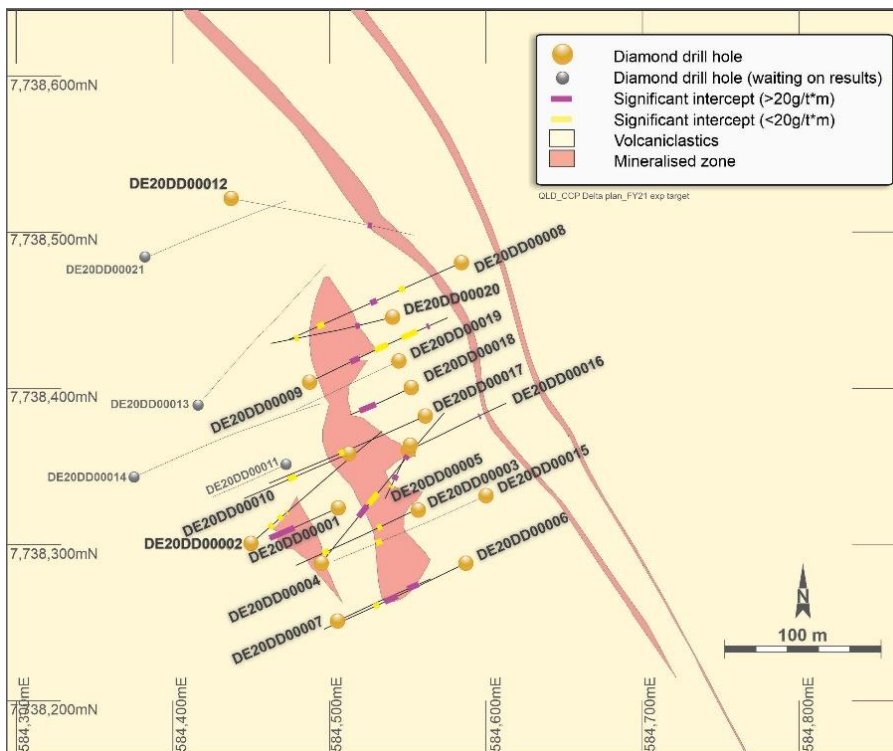 Diamond drill hole
Diamond drill hole (waiting on results)
Significant intercept (>20g/t*m)
Significant intercept (<20g/t*m)
Volcaniclastics
Mineralised zone
QLD_CCP Delta plan_FY21 exp target
7,738,600mN
DE20DD00012
7,738,500mN
DE20DD00008
DE20DD00021
DE20DD00020
DE20DD00019
DE20DD00018
7,738,400mN
DE20DD00013
DE20DD00009
DE20DD00017
DE20DD00016
DE20DD00014
DE20DD00011
DE20DD00010
DE20DD00005
DE20DD00003
DE20DD00015
7,738,300mN
DE20DD00002
DE20DD00001
DE20DD00006
DE20DD00004
DE20DD00007
N
100 m
7,738,200mN
584,300mE
584,400mE
584,500mE
584,600mE
584,700mE
584,800mE